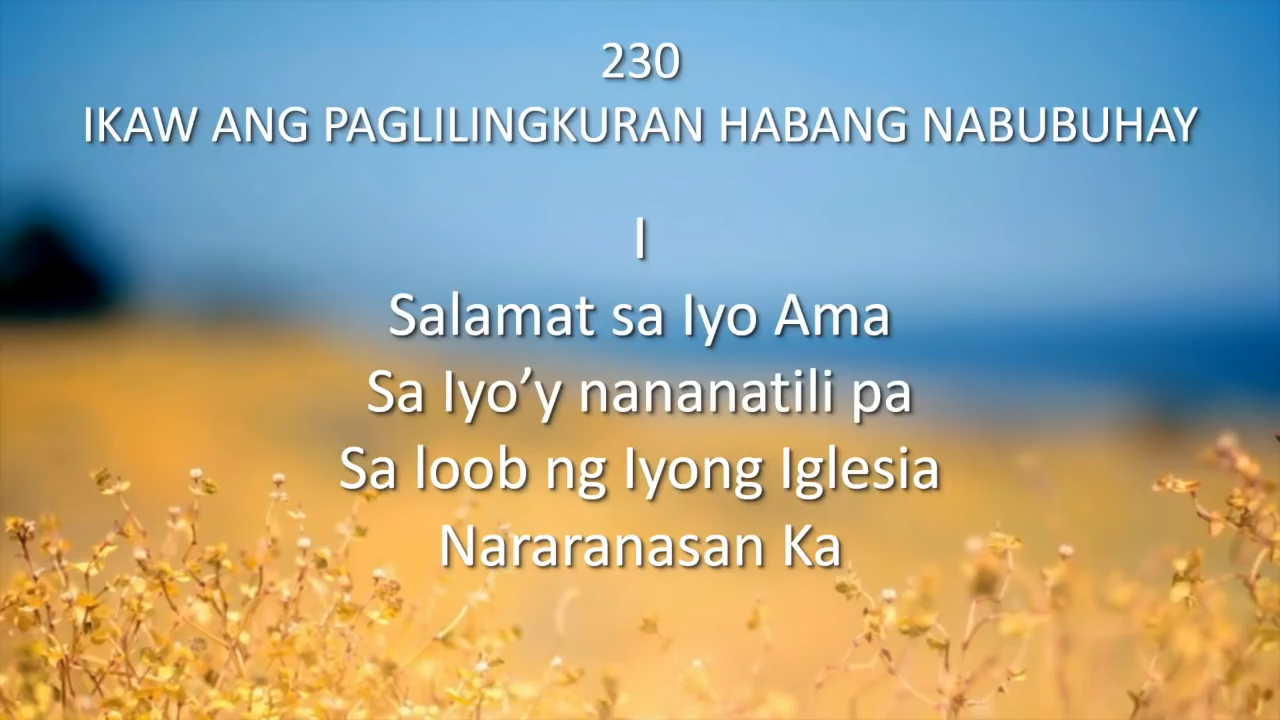 230
IKAW ANG PAGLILINGKURAN HABANG NABUBUHAY
I
Salamat sa Iyo Ama
Sa Iyo’y nananatili pa
Sa loob ng Iyong Iglesia
Nararanasan Ka